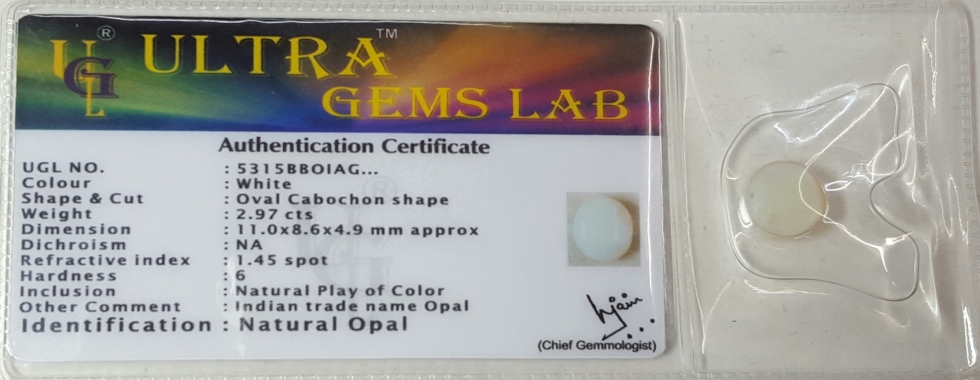 UGL ® ULTRA™
GEMS LAB
Authentication Certificate
UGL NO. : 5315BBOIAG...
Colour : White
Shape & Cut : Oval Cabochon shape
Weight : 2.97 cts
Dimension : 11.0x8.6x4.9 mm approx
Dichroism : NA
Refractive index : 1.45 spot
Hardness : 6
Inclusion : Natural Play of Color
Other Comment : Indian trade name Opal
Identification : Natural Opal
hjain
(Chief Gemmologist)